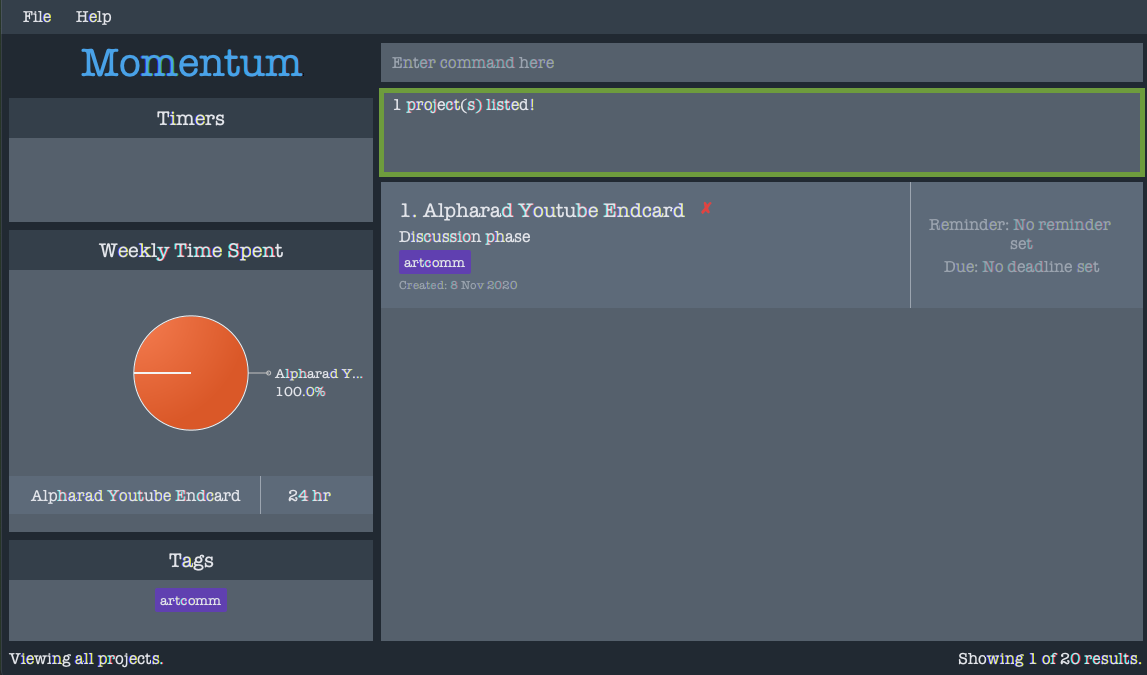 File Help
Momentum
Enter command here
1 project(s) listed!
Timers
Weekly Time Spent
Alpharad Y...
100.0%
Alpharad Youtube Endcard 24 hr
Tags
artcomm
1. Alpharad Youtube Endcard ✗
Discussion phase
artcomm
Created: 8 Nov 2020
Reminder: No reminder
set
Due: No deadline set
Viewing all projects.
Showing 1 of 20 results.